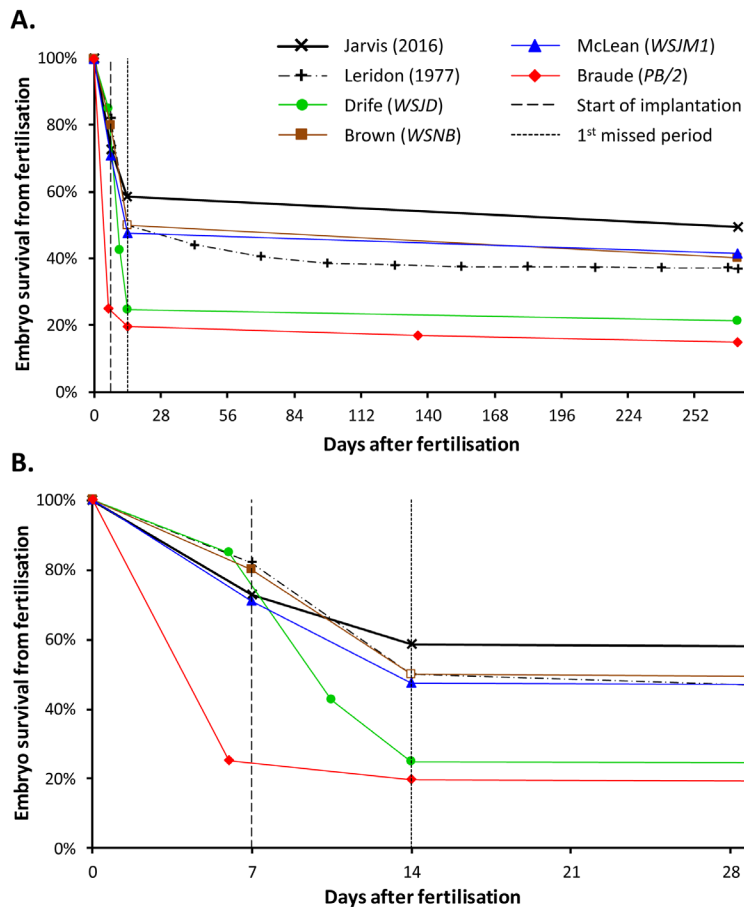 A.
Jarvis (2016)
McLean (WSJM1)
Leridon (1977)
Braude (PB/2)
Drife (WSJD)
Start of implantation
Brown (WSNB)
1st missed period
Embryo survival from fertilisation
100%
80%
60%
40%
20%
0%
0 28 56 84 112 140 168 196 224 252
Days after fertilisation
B.
Embryo survival from fertilisation
100%
80%
60%
40%
20%
0%
0 7 14 21 28
Days after fertilisation